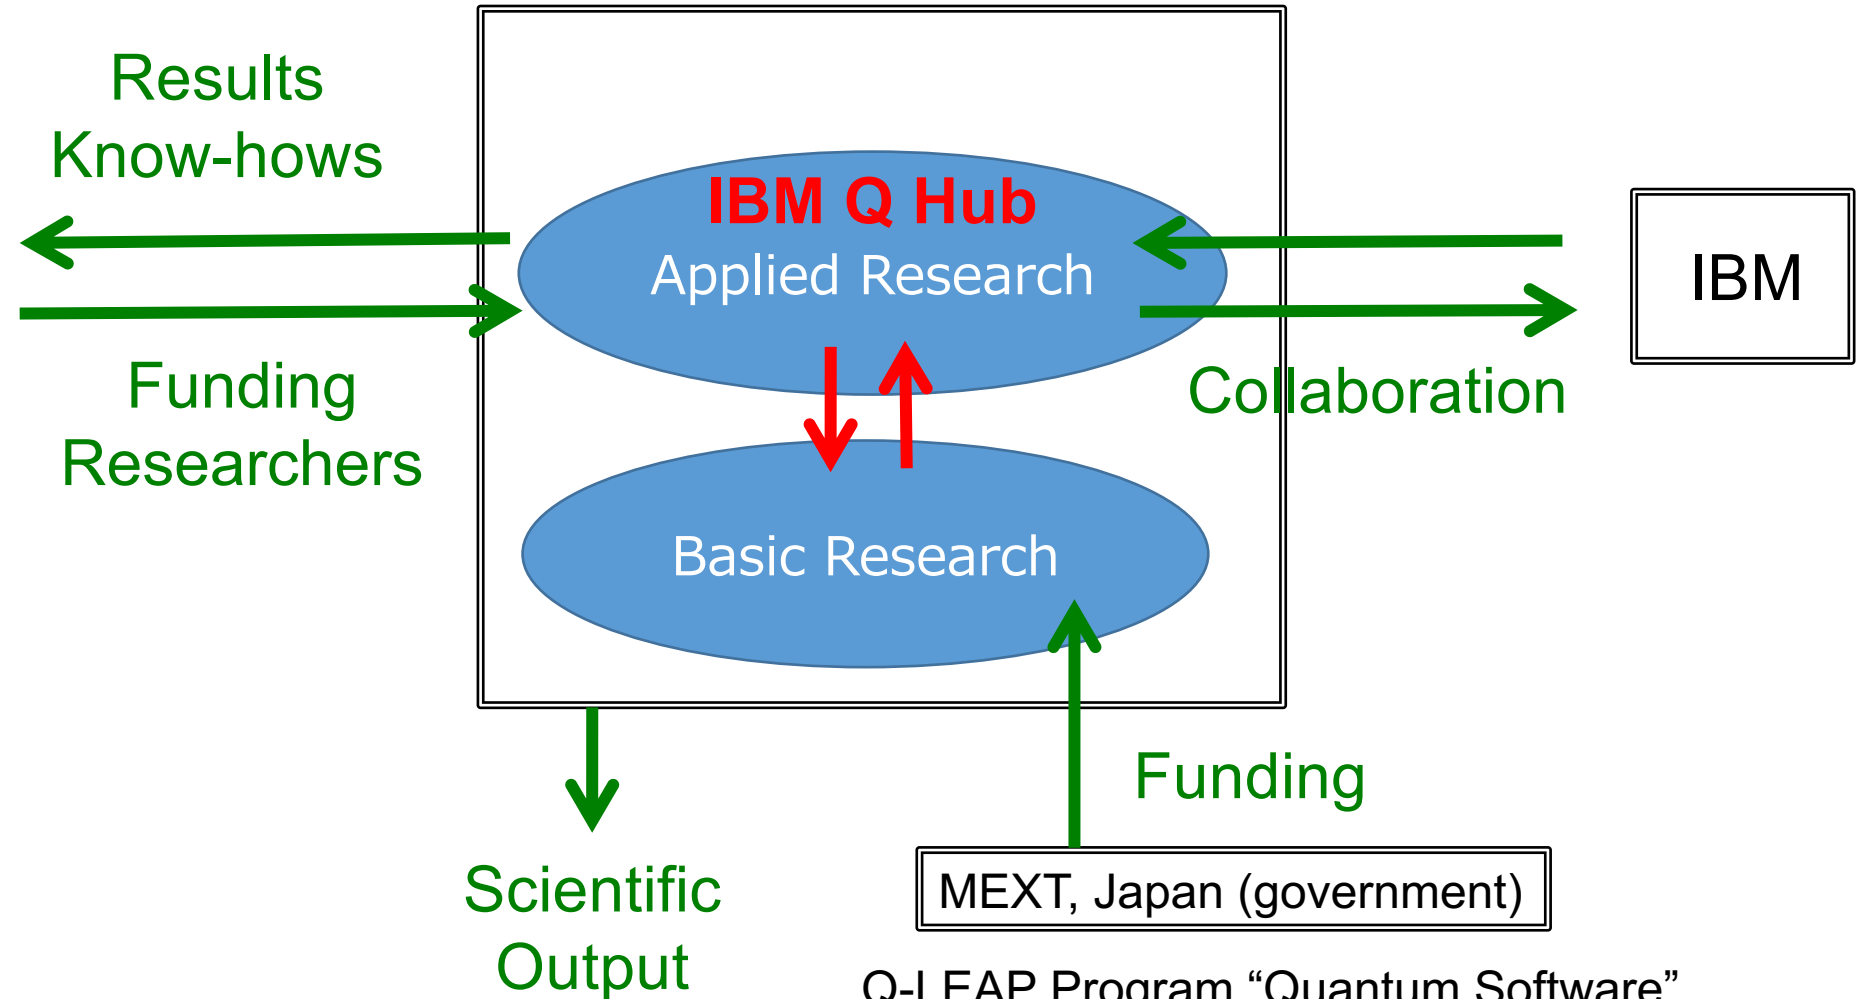 Results
Know-hows
IBM Q Hub
Applied Research
IBM
Funding
Researchers
Collaboration
Basic Research
Funding
Scientific
Output
MEXT, Japan (government)
Q-LEAP Program “Quantum Software”